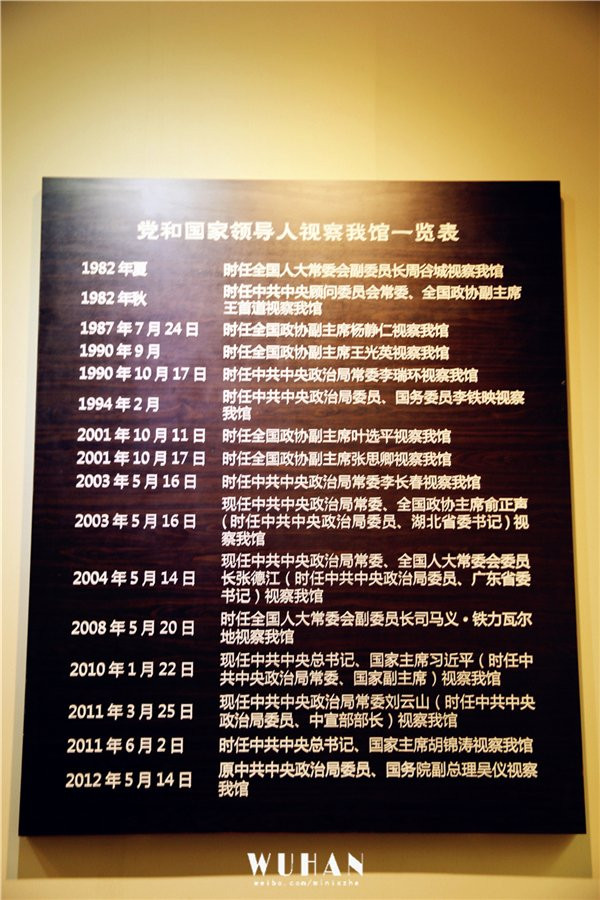 党和国家领导人视察我馆一览表
1982年夏 时任全国人大常委会副委员长周谷城视察我馆
1982年秋 时任中共中央顾问委员会常委、全国政协副主席
王首道视察我馆
1987年7月24日 时任全国政协副主席杨静仁视察我馆
1990年9月 时任全国政协副主席王光英视察我馆
1990年10月17日 时任中共中央政治局常委李瑞环视察我馆
1994年2月 时任中共中央政治局委员、国务委员李铁映视察
我馆
2001年10月11日 时任全国政协副主席叶选平视察我馆
2001年10月17日 时任全国政协副主席张思卿视察我馆
2003年5月16日 时任中共中央政治局常委李长春视察我馆
2003年5月16日 现任中共中央政治局常委、全国政协主席俞正声
(时任中共中央政治局委员、湖北省委书记)视
察我馆
2004年5月14日 现任中共中央政治局常委、全国人大常委会委员
长张德江(时任中共中央政治局委员、广东省委
书记)视察我馆
2008年5月20日 时任全国人大常委会副委员长司马义·铁力瓦尔
地视察我馆
2010年1月22日 现任中共中央总书记、国家主席习近平(时任中
共中央政治局常委、国家副主席)视察我馆
2011年3月25日 现任中共中央政治局常委刘云山(时任中共中央
政治局委员、中宣部部长)视察我馆
2011年6月2日 时任中共中央总书记、国家主席胡锦涛视察我馆
2012年5月14日 原中共中央政治局委员、国务院副总理吴仪视察
我馆
WUHAN
weibo.com/miniezhe